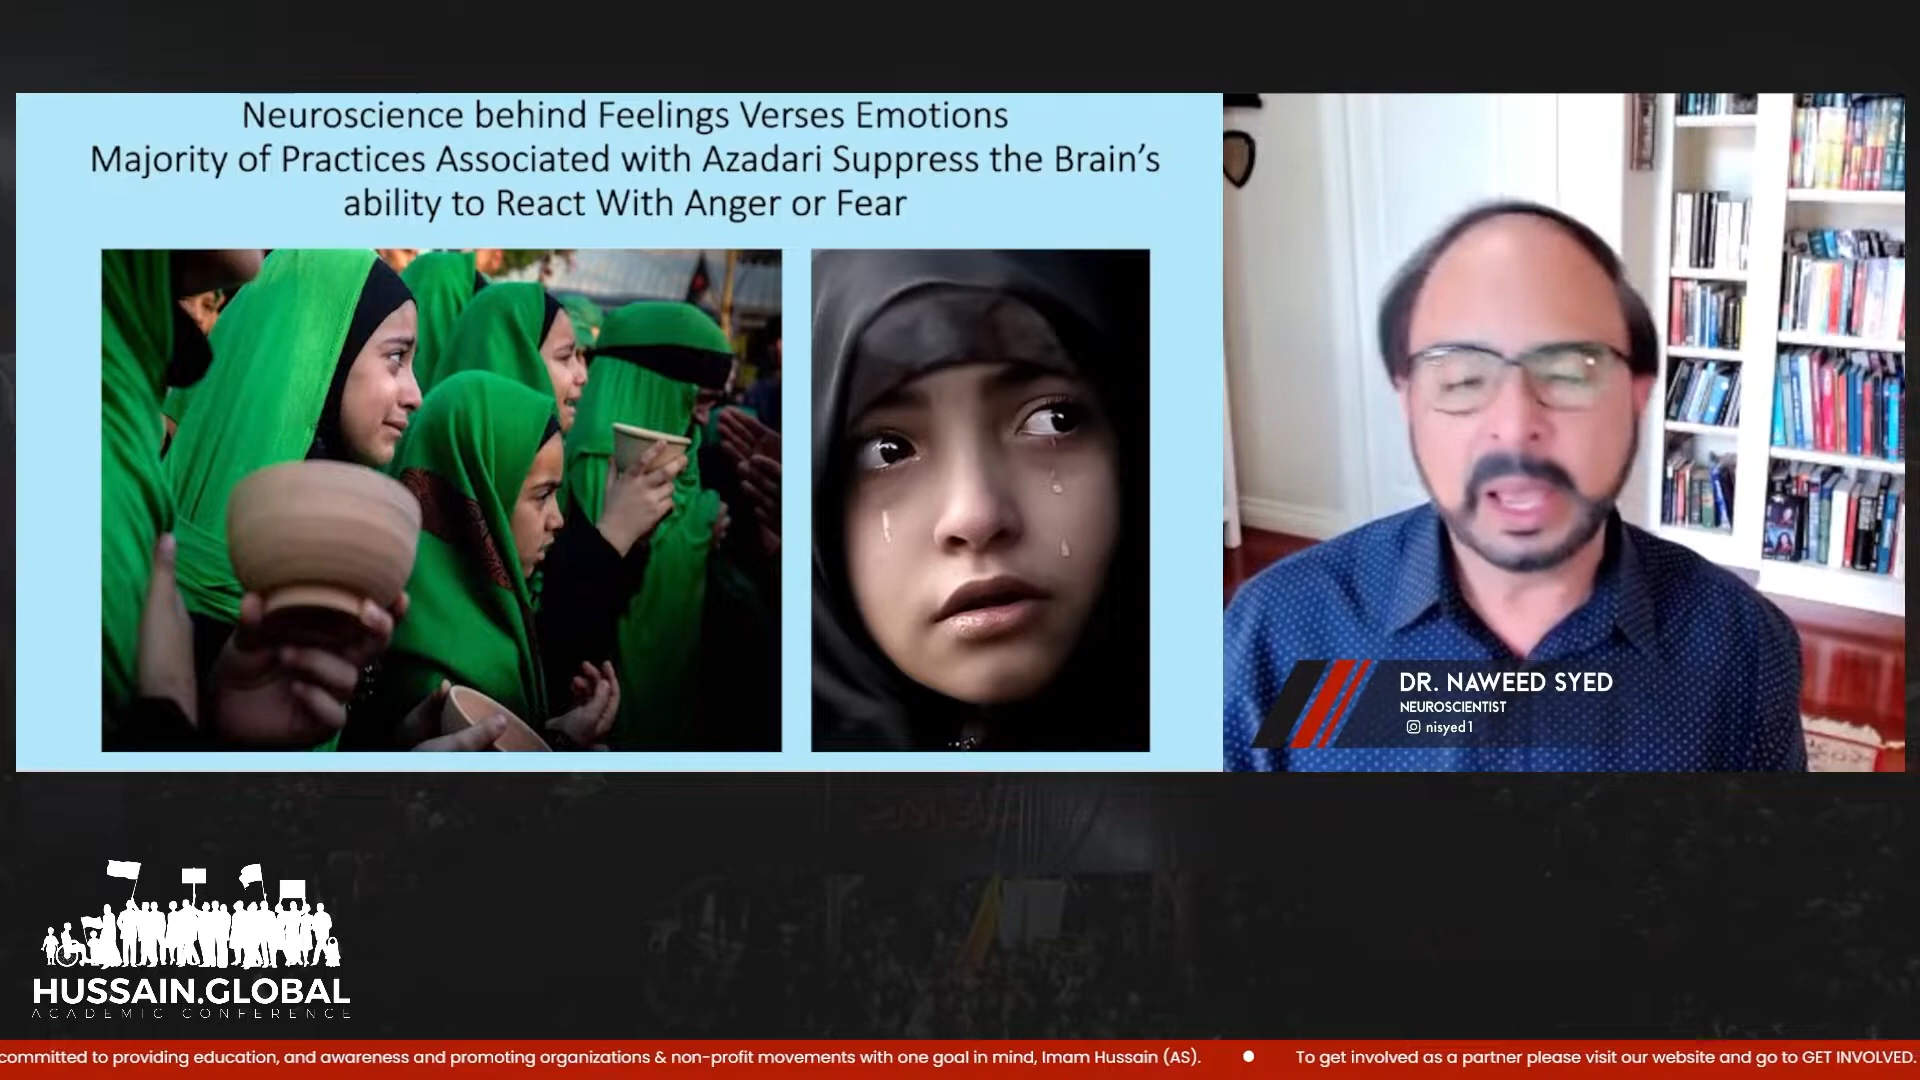 Neuroscience behind Feelings Verses Emotions
Majority of Practices Associated with Azadari Suppress the Brain's
ability to React With Anger or Fear
DR. NAWEED SYED
NEUROSCIENTIST
nisyed1
HUSSAIN.GLOBAL
ACADEMIC CONFERENCE
committed to providing education, and awareness and promoting organizations & non-profit movements with one goal in mind, Imam Hussain (AS). ● To get involved as a partner please visit our website and go to GET INVOLVED.